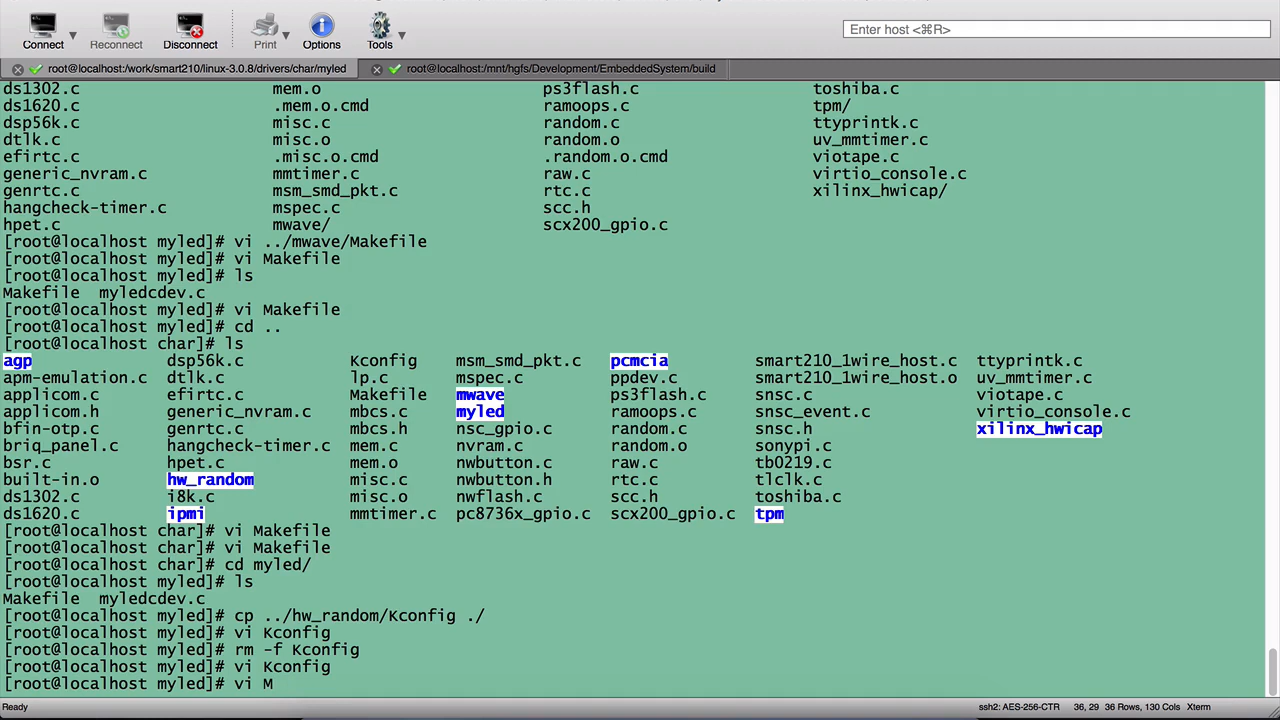 Connect Reconnect Disconnect Print Options Tools
Enter host <⌘R>
root@localhost:/work/smart210/linux-3.0.8/drivers/char/myled root@localhost:/mnt/hgfs/Development/EmbeddedSystem/build
ds1302.c mem.o ps3flash.c toshiba.c
ds1620.c .mem.o.cmd ramoops.c tpm/
dsp56k.c misc.c random.c ttyprintk.c
dtlk.c misc.o random.o uv_mmtimer.c
efirtc.c .misc.o.cmd .random.o.cmd viotape.c
generic_nvram.c mmtimer.c raw.c virtio_console.c
genrtc.c msm_smd_pkt.c rtc.c xilinx_hwicap/
hangcheck-timer.c mspec.c scc.h
hpet.c mwave/ scx200_gpio.c
[root@localhost myled]# vi ../mwave/Makefile
[root@localhost myled]# vi Makefile
[root@localhost myled]# ls
Makefile myledcdev.c
[root@localhost myled]# vi Makefile
[root@localhost myled]# cd ..
[root@localhost char]# ls
agp dsp56k.c Kconfig msm_smd_pkt.c pcmcia smart210_1wire_host.c ttyprintk.c
apm-emulation.c dtlk.c lp.c mspec.c ppdev.c smart210_1wire_host.o uv_mmtimer.c
applicom.c efirtc.c Makefile mwave ps3flash.c snsc.c viotape.c
applicom.h generic_nvram.c mbcs.c myled ramoops.c snsc_event.c virtio_console.c
bfin-otp.c genrtc.c mbcs.h nsc_gpio.c random.c snsc.h xilinx_hwicap
briq_panel.c hangcheck-timer.c mem.c nvram.c random.o sonypi.c
bsr.c hpet.c mem.o nwbutton.c raw.c tb0219.c
built-in.o hw_random misc.c nwbutton.h rtc.c tlclk.c
ds1302.c i8k.c misc.o nwflash.c scc.h toshiba.c
ds1620.c ipmi mmtimer.c pc8736x_gpio.c scx200_gpio.c tpm
[root@localhost char]# vi Makefile
[root@localhost char]# vi Makefile
[root@localhost char]# cd myled/
[root@localhost myled]# ls
Makefile myledcdev.c
[root@localhost myled]# cp ../hw_random/Kconfig ./
[root@localhost myled]# vi Kconfig
[root@localhost myled]# rm -f Kconfig
[root@localhost myled]# vi Kconfig
[root@localhost myled]# vi M
Ready ssh2: AES-256-CTR 36, 29 36 Rows, 130 Cols Xterm